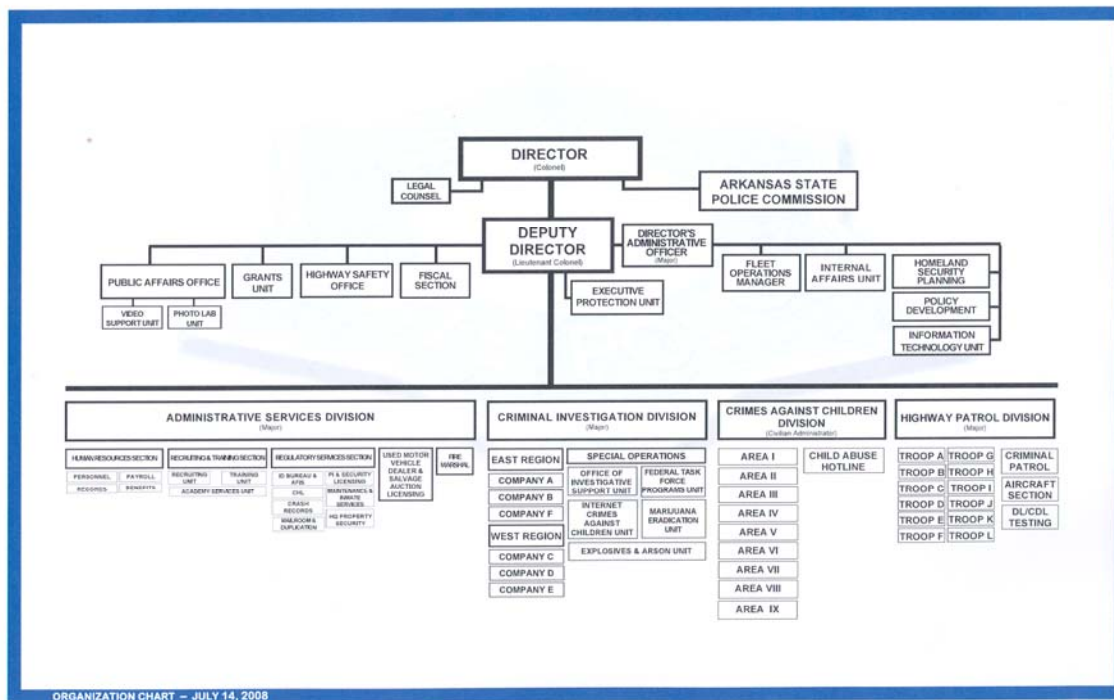 DIRECTOR
(Colonel)
LEGAL
COUNSEL
ARKANSAS STATE
POLICE COMMISSION
DEPUTY
DIRECTOR
(Lieutenant Colonel)
DIRECTOR'S
ADMINISTRATIVE
OFFICER
(Major)
PUBLIC AFFAIRS OFFICE
VIDEO
SUPPORT UNIT
PHOTO LAB
UNIT
GRANTS
UNIT
HIGHWAY SAFETY
OFFICE
FISCAL
SECTION
EXECUTIVE
PROTECTION UNIT
FLEET
OPERATIONS
MANAGER
INTERNAL
AFFAIRS UNIT
HOMELAND
SECURITY
PLANNING
POLICY
DEVELOPMENT
INFORMATION
TECHNOLOGY UNIT
ADMINISTRATIVE SERVICES DIVISION
(Major)
HUMAN RESOURCES SECTION
PERSONNEL
PAYROLL
RECORDS
BENEFITS
RECRUITING & TRAINING SECTION
RECRUITING
UNIT
TRAINING
UNIT
ACADEMY SERVICES UNIT
REGULATORY SERVICES SECTION
ID BUREAU &
AFIS
PI & SECURITY
LICENSING
CHL
MAINTENANCE &
INMATE
SERVICES
CRASH
RECORDS
MAILROOM &
DUPLICATION
HQ PROPERTY
SECURITY
USED MOTOR
VEHICLE
DEALER &
SALVAGE
AUCTION
LICENSING
FIRE
MARSHAL
CRIMINAL INVESTIGATION DIVISION
(Major)
EAST REGION
COMPANY A
COMPANY B
COMPANY F
WEST REGION
COMPANY C
COMPANY D
COMPANY E
SPECIAL OPERATIONS
OFFICE OF
INVESTIGATIVE
SUPPORT UNIT
FEDERAL TASK
FORCE
PROGRAMS UNIT
INTERNET
CRIMES
AGAINST
CHILDREN UNIT
MARIJUANA
ERADICATION
UNIT
EXPLOSIVES & ARSON UNIT
CRIMES AGAINST CHILDREN
DIVISION
(Civilian Administrator)
AREA I
AREA II
AREA III
AREA IV
AREA V
AREA VI
AREA VII
AREA VIII
AREA IX
CHILD ABUSE
HOTLINE
HIGHWAY PATROL DIVISION
(Major)
TROOP A
TROOP B
TROOP C
TROOP D
TROOP E
TROOP F
TROOP G
TROOP H
TROOP I
TROOP J
TROOP K
TROOP L
CRIMINAL
PATROL
AIRCRAFT
SECTION
DL/CDL
TESTING
ORGANIZATION CHART – JULY 14, 2008